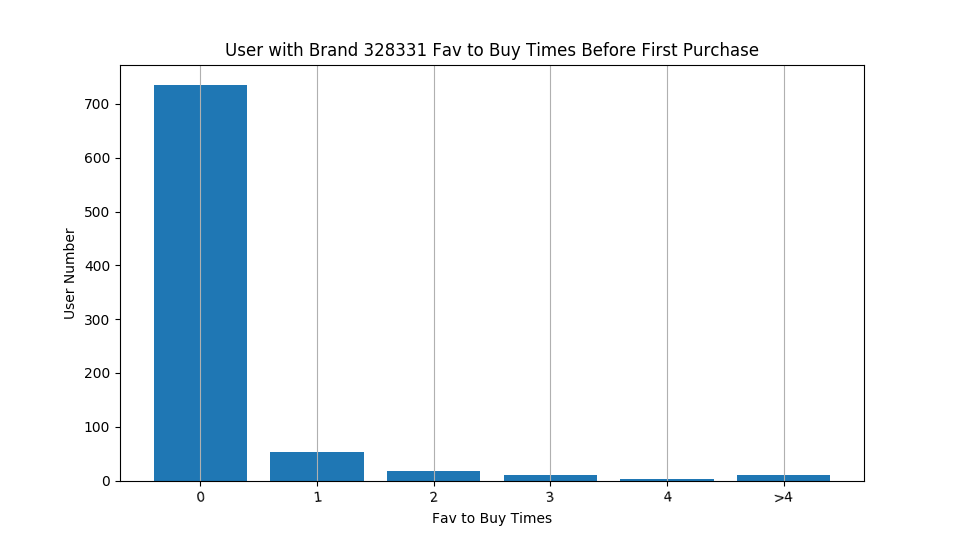 User with Brand 328331 Fav to Buy Times Before First Purchase
700
600
500
400
300
200
100
0
User Number
0 1 2 3 4 >4
Fav to Buy Times